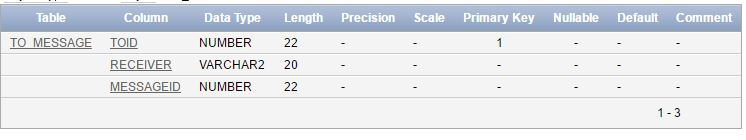 Table Column Data Type Length Precision Scale Primary Key Nullable Default Comment
TO_MESSAGE TOID NUMBER 22 - - 1 - - -
RECEIVER VARCHAR2 20 - - - - - -
MESSAGEID NUMBER 22 - - - - - -
1 - 3